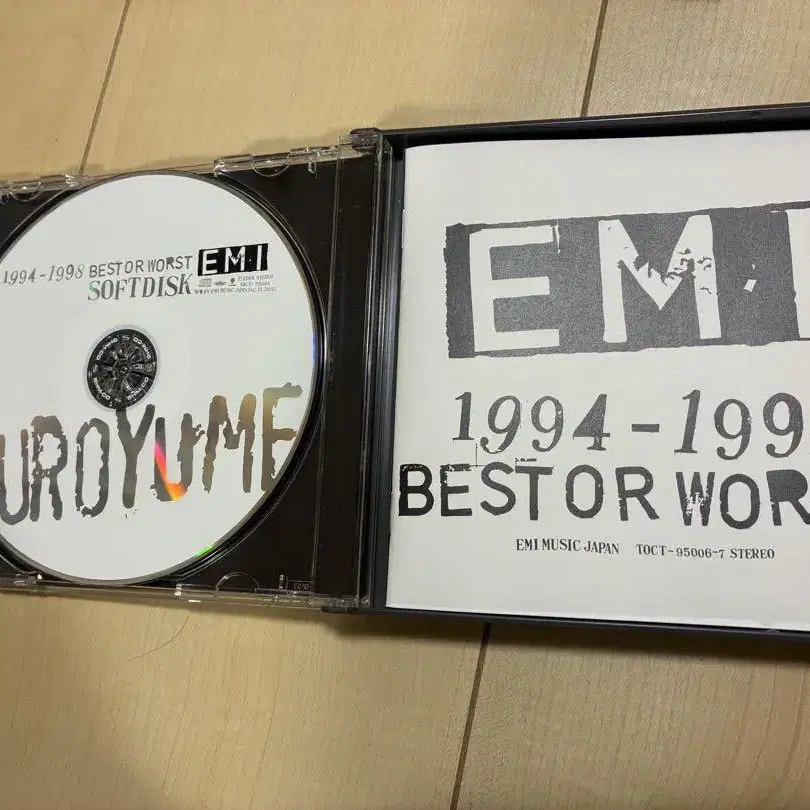 1994-1998 BEST OR WORST EMI
SOFTDISK
UROYUME
EMI
1994-199
BEST OR WOR
EMI MUSIC JAPAN TOCT-95006-7 STEREO